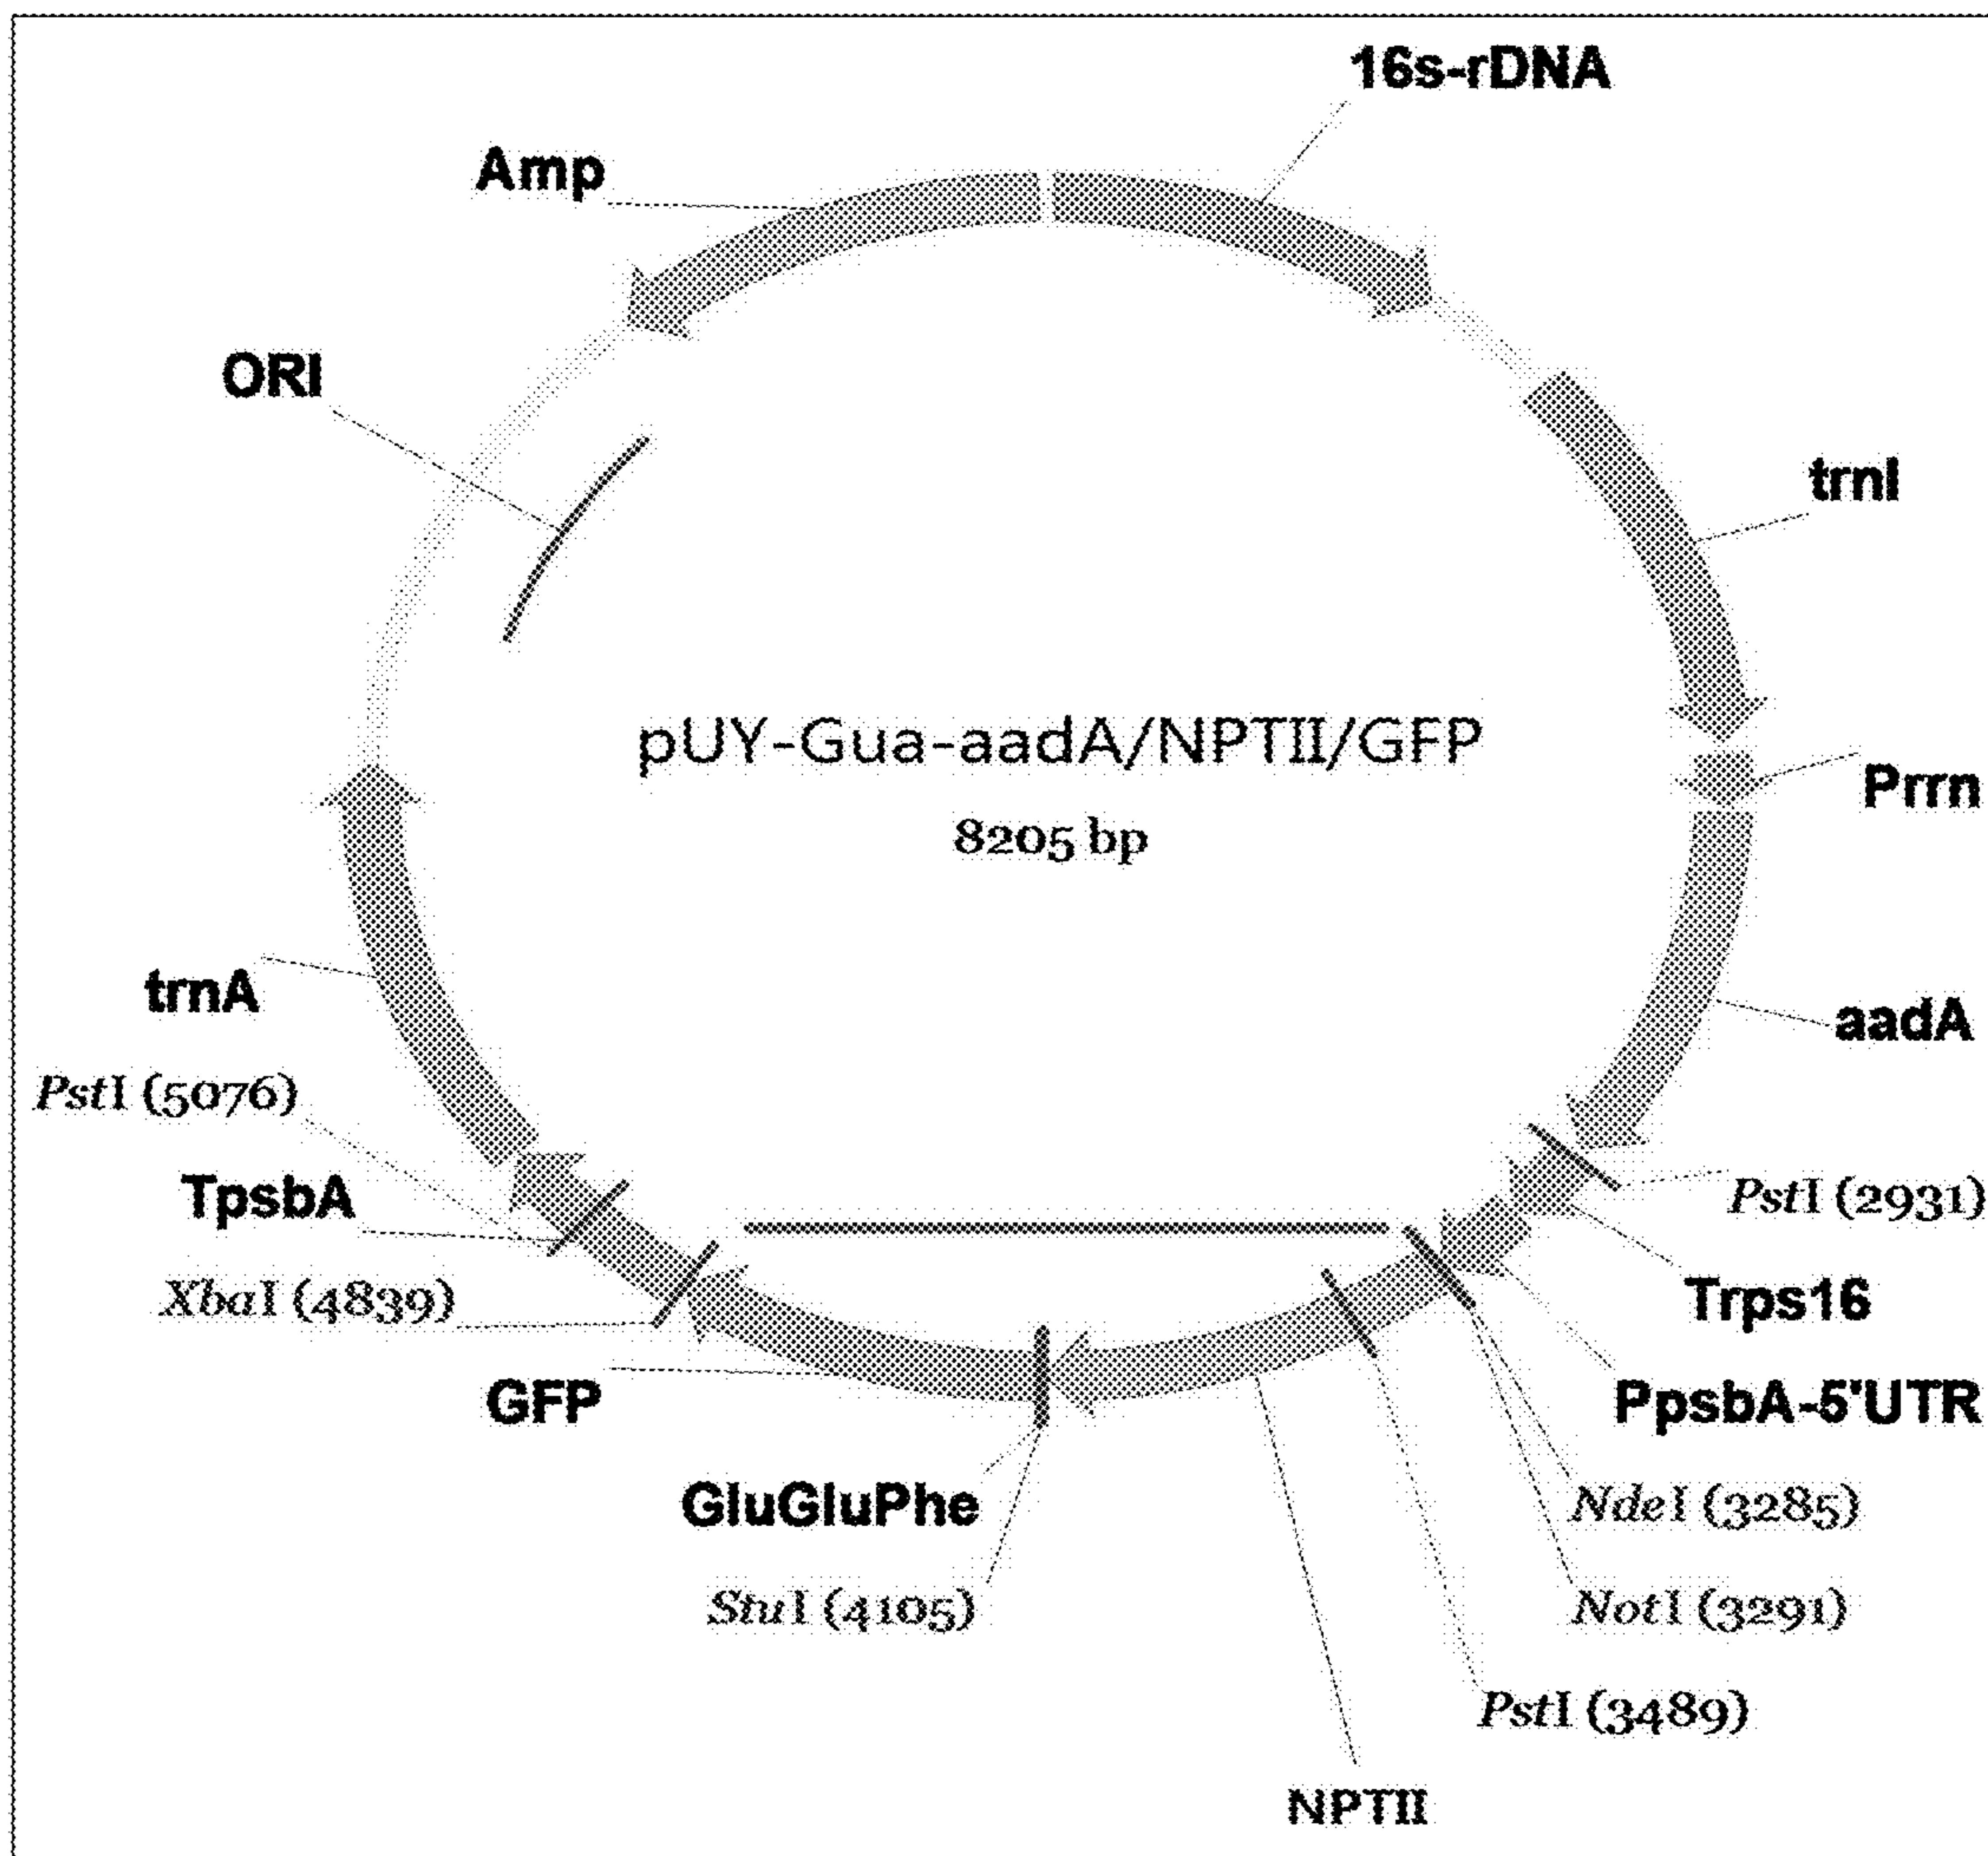 16s-rDNA
Amp
ORI
trnI
pUY-Gua-aadA/NPTII/GFP
Prrn
8205 bp
trnA
aadA
PstI (5076)
TpsbA
PstI (2931)
XbaI (4839)
Trps16
GFP
PpsbA-5'UTR
GluGluPhe
NdeI (3285)
StuI (4105)
NotI (3291)
PstI (3489)
NPTII